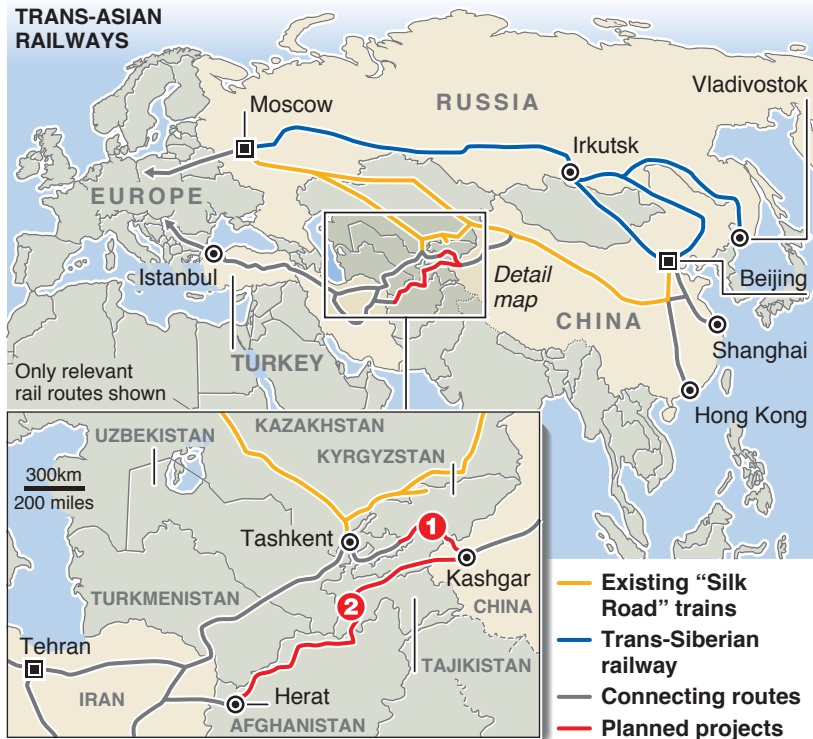 TRANS-ASIAN
RAILWAYS
Moscow
RUSSIA
Vladivostok
Irkutsk
EUROPE
Istanbul
Detail
map
Beijing
CHINA
TURKEY
Shanghai
Only relevant
rail routes shown
Hong Kong
KAZAKHSTAN
UZBEKISTAN
KYRGYZSTAN
300km
200 miles
Tashkent
1
Kashgar
CHINA
TURKMENISTAN
2
Tehran
TAJIKISTAN
IRAN
Herat
AFGHANISTAN
Existing “Silk
Road” trains
Trans-Siberian
railway
Connecting routes
Planned projects